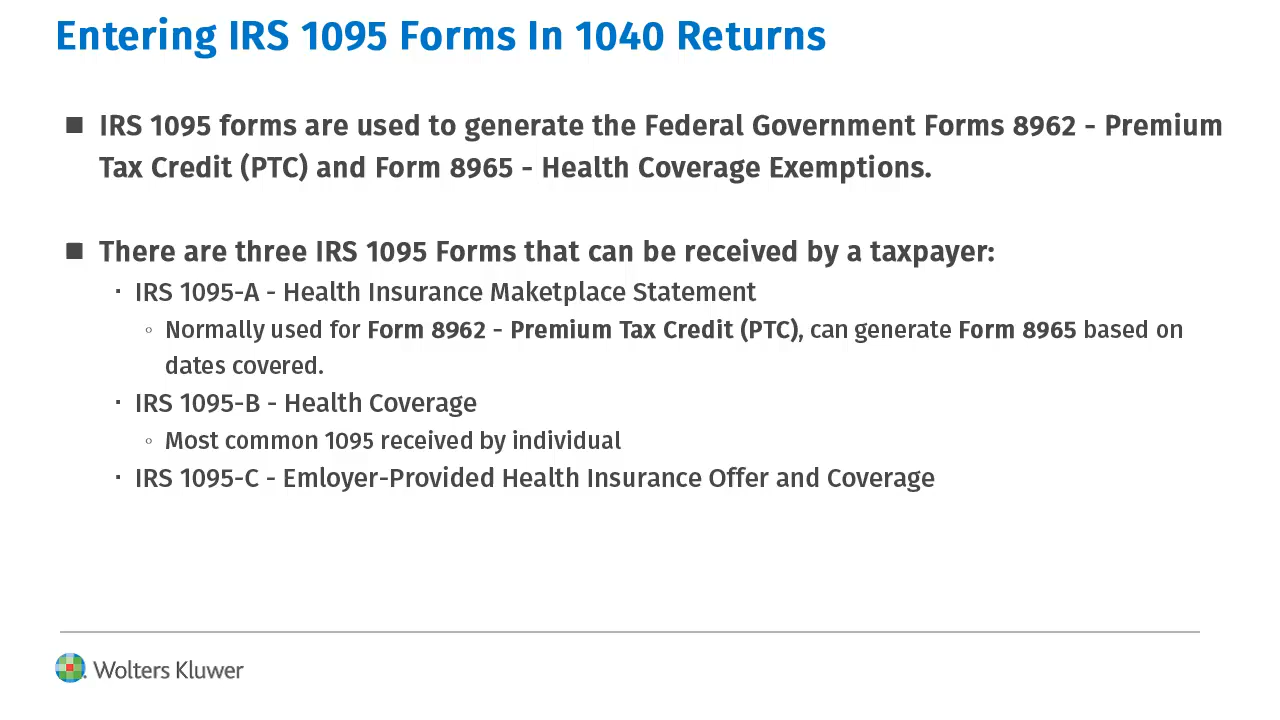 Entering IRS 1095 Forms In 1040 Returns
■ IRS 1095 forms are used to generate the Federal Government Forms 8962 - Premium
Tax Credit (PTC) and Form 8965 - Health Coverage Exemptions.
■ There are three IRS 1095 Forms that can be received by a taxpayer:
· IRS 1095-A - Health Insurance Maketplace Statement
◦ Normally used for Form 8962 - Premium Tax Credit (PTC), can generate Form 8965 based on
dates covered.
· IRS 1095-B - Health Coverage
◦ Most common 1095 received by individual
· IRS 1095-C - Emloyer-Provided Health Insurance Offer and Coverage
Wolters Kluwer